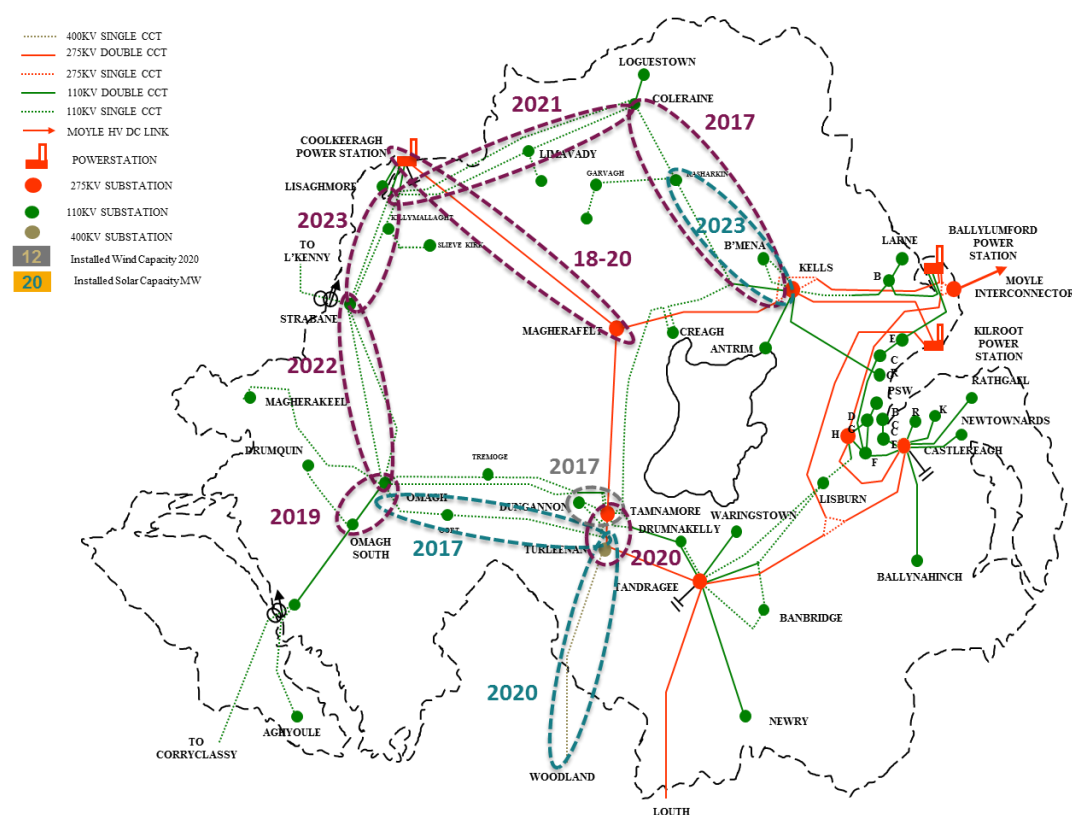 400KV SINGLE CCT
275KV DOUBLE CCT
275KV SINGLE CCT
110KV DOUBLE CCT
110KV SINGLE CCT
MOYLE HV DC LINK
POWERSTATION
275KV SUBSTATION
110KV SUBSTATION
400KV SUBSTATION
12 Installed Wind Capacity 2020
20 Installed Solar Capacity MW
LOGUESTOWN
COLERAINE
2021
2017
COOLKEERAGH
POWER STATION
LIMAVADY
LISAGHMORE
GARVAGH
RASHARKIN
KILLYMALLAGHT
2023
SLIEVE KIRK
TO
L'KENNY
2023
B'MENA
18-20
KELLS
LARNE
B
BALLYLUMFORD
POWER
STATION
MOYLE
INTERCONNECTOR
STRABANE
MAGHERAFELT
CREAGH
ANTRIM
KILROOT
POWER
STATION
E
C
K
RATHGAEL
2022
MAGHERAKEEL
PSW
D
G
B
C
C
E
R
K
NEWTOWNARDS
H
F
CASTLEREAGH
DRUMQUIN
TREMOGE
2017
OMAGH
DUNGANNON
TAMNAMORE
LISBURN
2019
2017
OMAGH
SOUTH
DRUMNAKELLY
WARINGSTOWN
TURLEENAN
2020
TANDRAGEE
BALLYNAHINCH
BANBRIDGE
2020
NEWRY
AGHYOULE
TO
CORRYCLASSY
WOODLAND
LOUTH